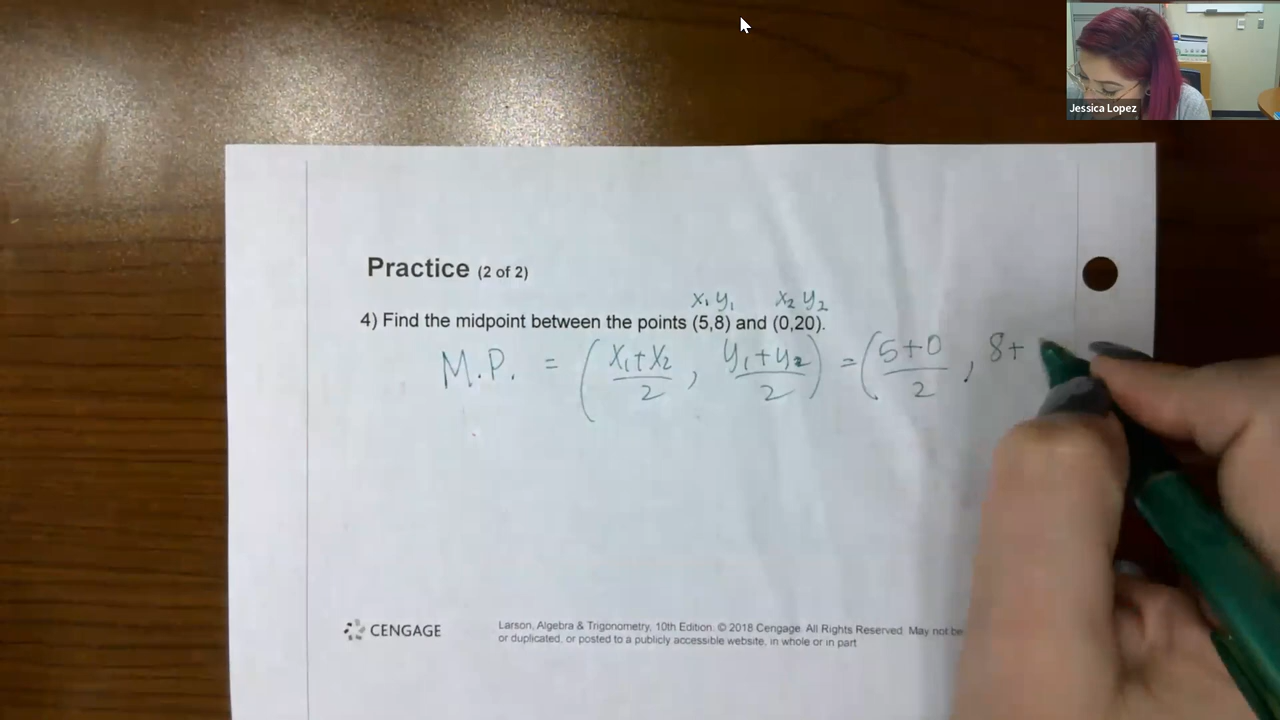 Jessica Lopez
Practice (2 of 2)
x₁ y₁ x₂ y₂
4) Find the midpoint between the points (5,8) and (0,20).
M.P. = ( x₁+x₂ / 2 , y₁+y₂ / 2 ) = ( 5+0 / 2 , 8+
CENGAGE
Larson, Algebra & Trigonometry, 10th Edition. © 2018 Cengage. All Rights Reserved. May not be
or duplicated, or posted to a publicly accessible website, in whole or in part